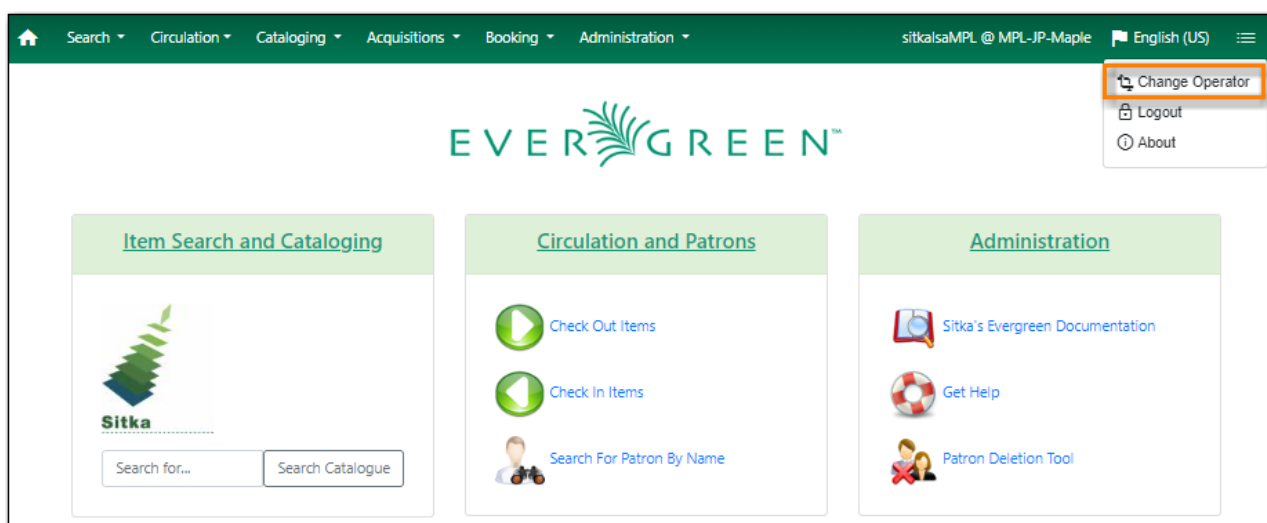 Search Circulation Cataloging Acquisitions Booking Administration sitkalsaMPL @ MPL-JP-Maple English (US)
Change Operator
Logout
About
EVERGREEN™
Item Search and Cataloging
Sitka
Search for... Search Catalogue
Circulation and Patrons
Check Out Items
Check In Items
Search For Patron By Name
Administration
Sitka's Evergreen Documentation
Get Help
Patron Deletion Tool